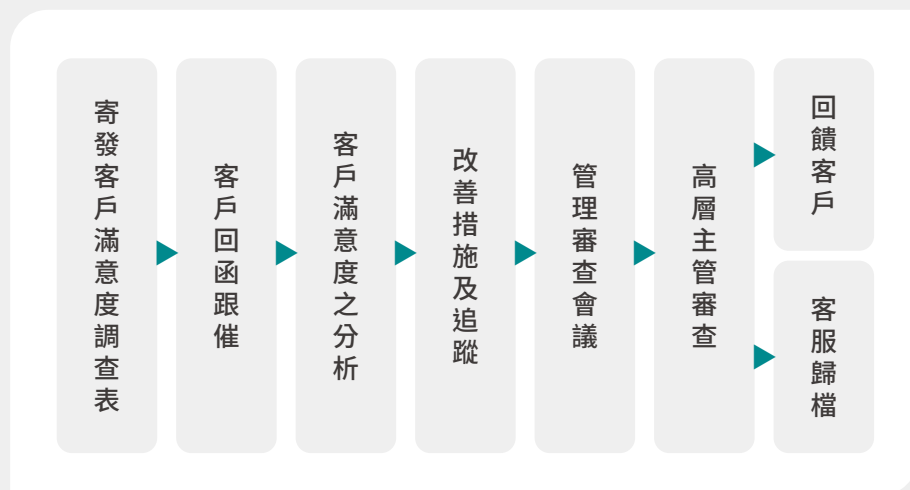 寄發客戶滿意度調查表
客戶回函跟催
客戶滿意度之分析
改善措施及追蹤
管理審查會議
高層主管審查
回饋客戶
客服歸檔